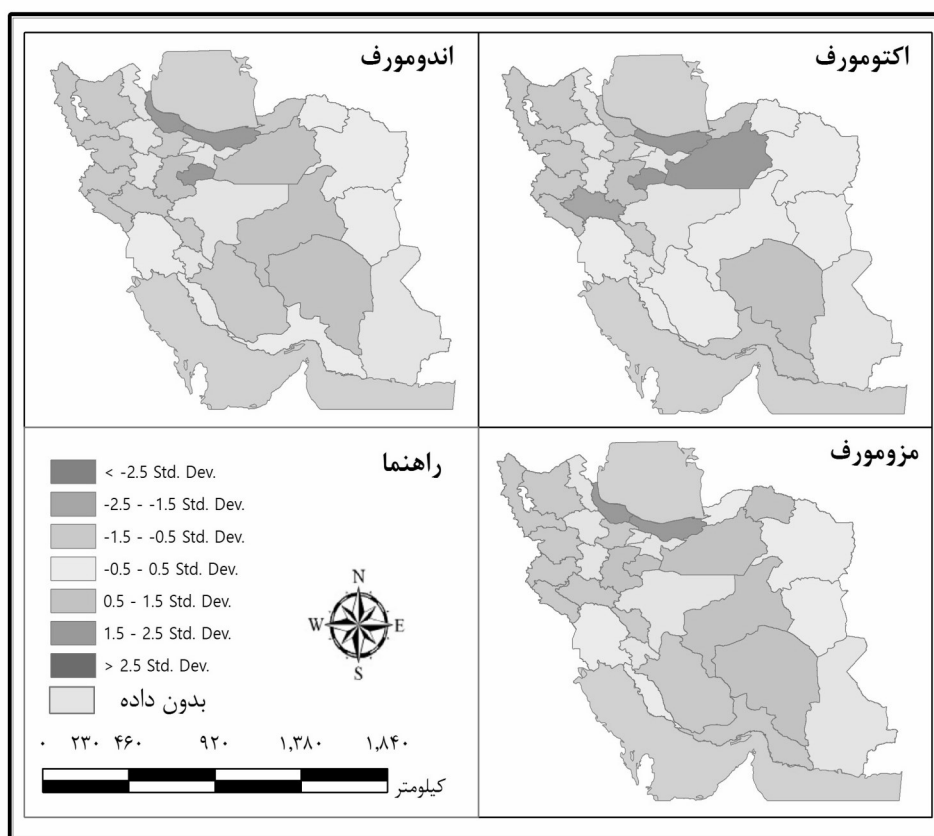 اندومورف
اکتومورف
راهنما
< -2.5 Std. Dev.
-2.5 - -1.5 Std. Dev.
-1.5 - -0.5 Std. Dev.
-0.5 - 0.5 Std. Dev.
0.5 - 1.5 Std. Dev.
1.5 - 2.5 Std. Dev.
> 2.5 Std. Dev.
بدون داده
N
W E
S
۰ ۲۳۰ ۴۶۰ ۹۲۰ ۱,۳۸۰ ۱,۸۴۰
کیلومتر
مزومورف